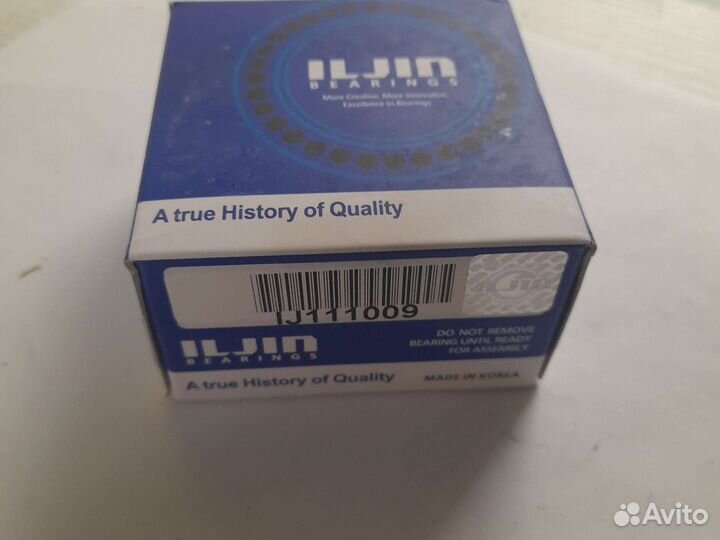 ILJIN
BEARINGS
More Creative, More Innovative,
Excellence in Bearings
A true History of Quality
IJ111009
ILJIN
ILJIN
BEARINGS
DO NOT REMOVE
BEARING UNTIL READY
FOR ASSEMBLY
A true History of Quality
MADE IN KOREA
Avito